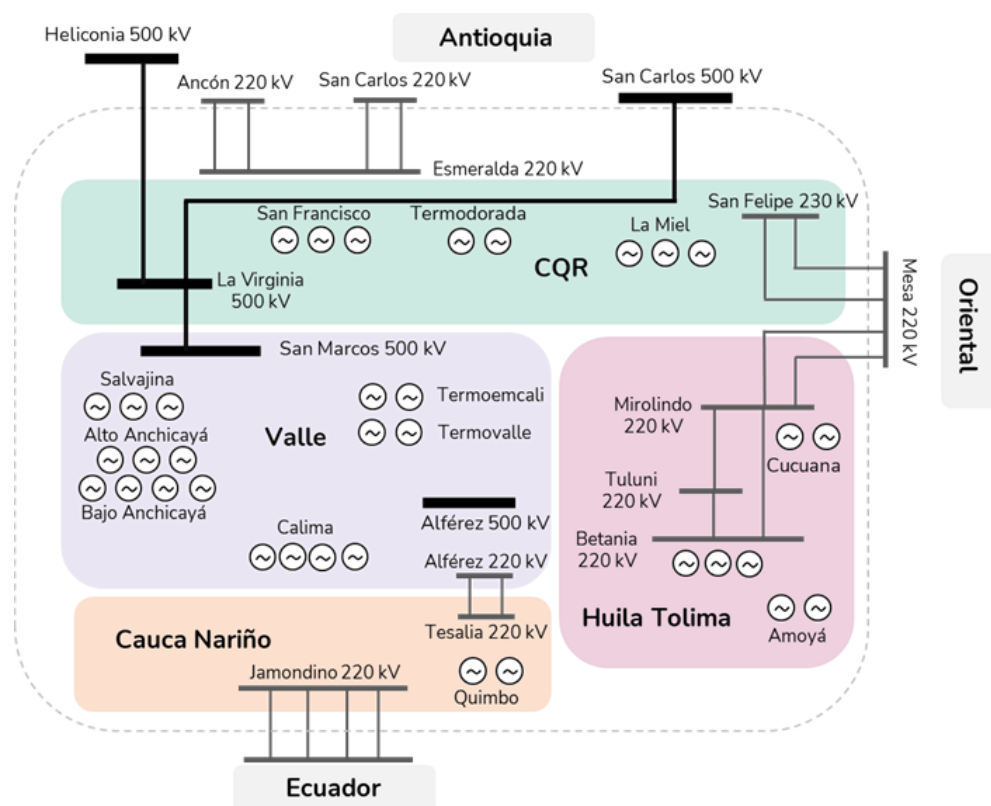 Heliconia 500 kV
Antioquia
Ancón 220 kV
San Carlos 220 kV
San Carlos 500 kV
Esmeralda 220 kV
San Francisco
Termodorada
La Miel
San Felipe 230 kV
CQR
La Virginia
500 kV
Mesa 220 kV
Oriental
San Marcos 500 kV
Salvajina
Termoemcali
Alto Anchicayá
Valle
Termovalle
Bajo Anchicayá
Calima
Alférez 500 kV
Alférez 220 kV
Mirolindo
220 kV
Cucuana
Tuluni
220 kV
Betania
220 kV
Huila Tolima
Amoyá
Cauca Nariño
Tesalia 220 kV
Jamondino 220 kV
Quimbo
Ecuador